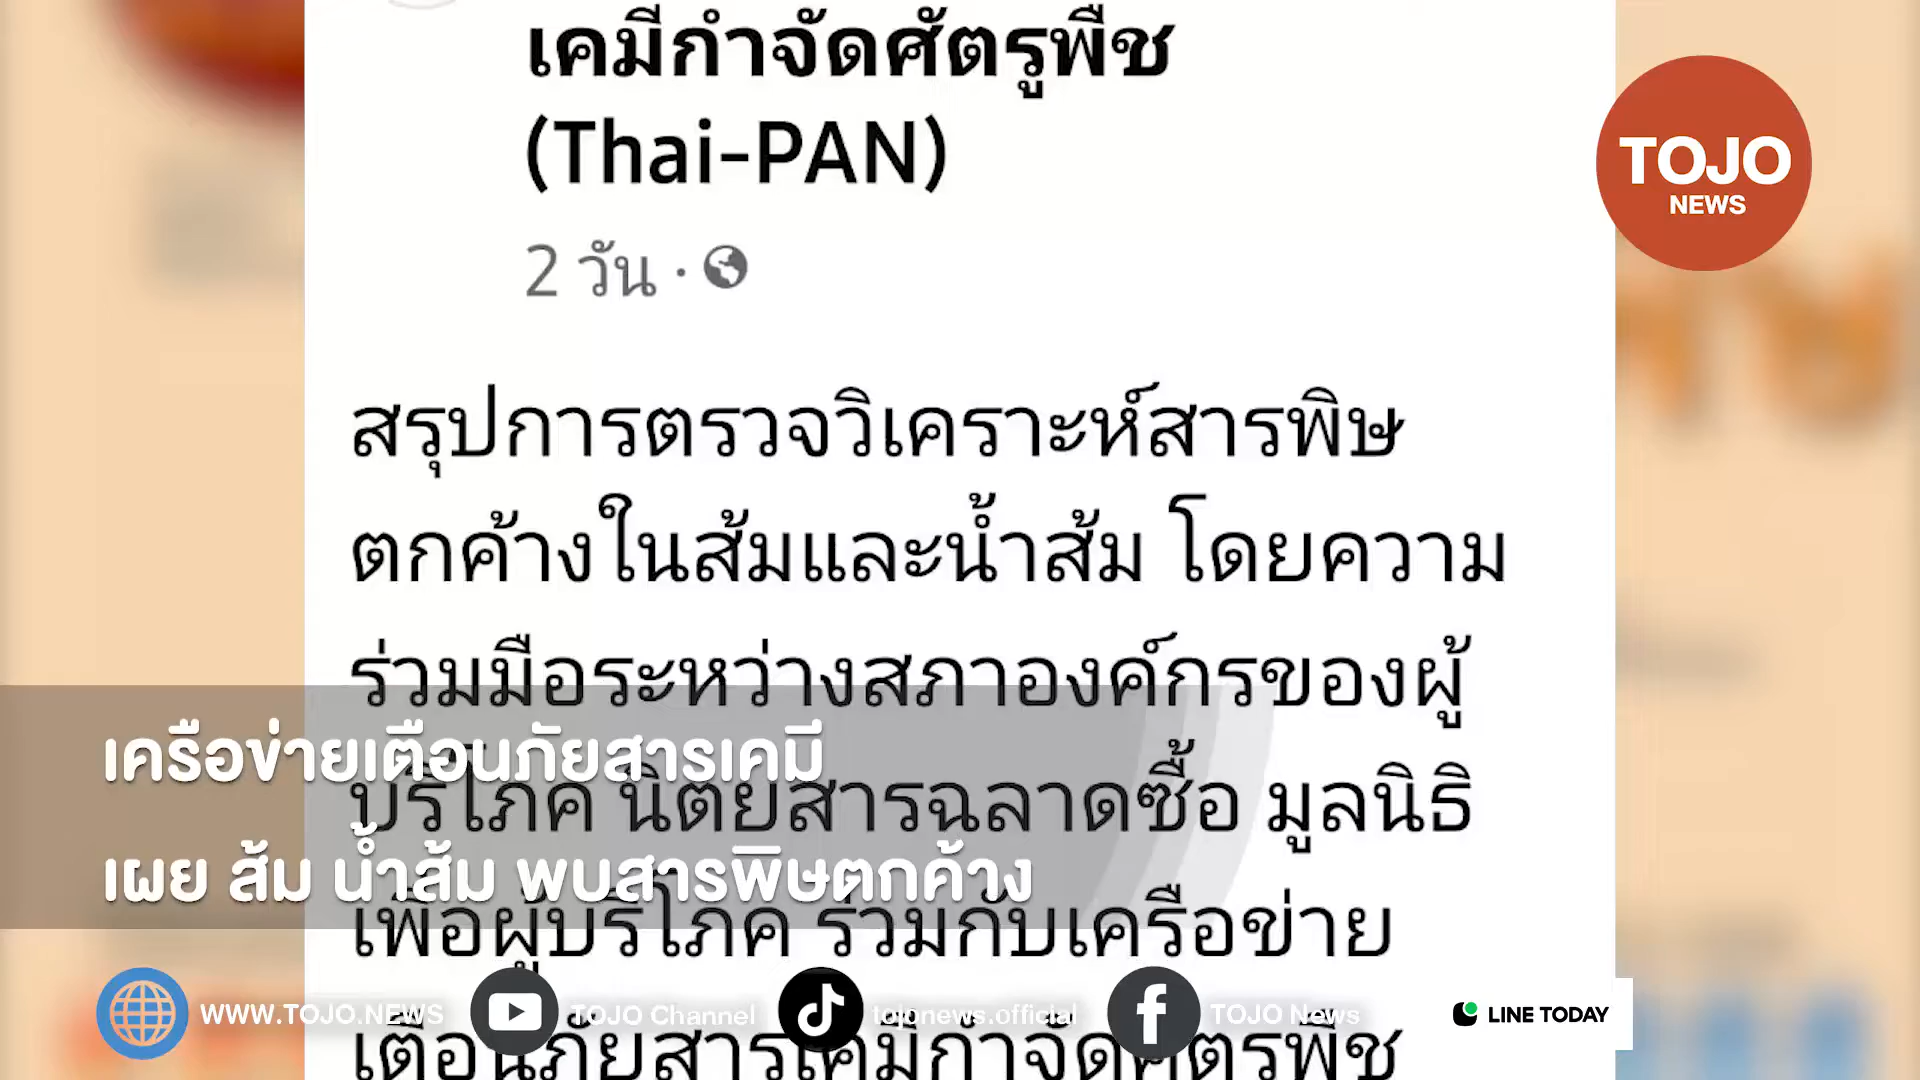 เคมีกำจัดศัตรูพืช
(Thai-PAN)
2 วัน ·
TOJO
NEWS
สรุปการตรวจวิเคราะห์สารพิษ
ตกค้างในส้มและน้ำส้ม โดยความ
ร่วมมือระหว่างสภาองค์กรของผู้
บริโภค นิตยสารฉลาดซื้อ มูลนิธิ
เพื่อผู้บริโภค ร่วมกับเครือข่าย
เตือนภัยสารเคมีกำจัดศัตรูพืช
เครือข่ายเตือนภัยสารเคมี
เผย ส้ม น้ำส้ม พบสารพิษตกค้าง
WWW.TOJO.NEWS
TOJO Channel
tojonews.official
TOJO News
LINE TODAY